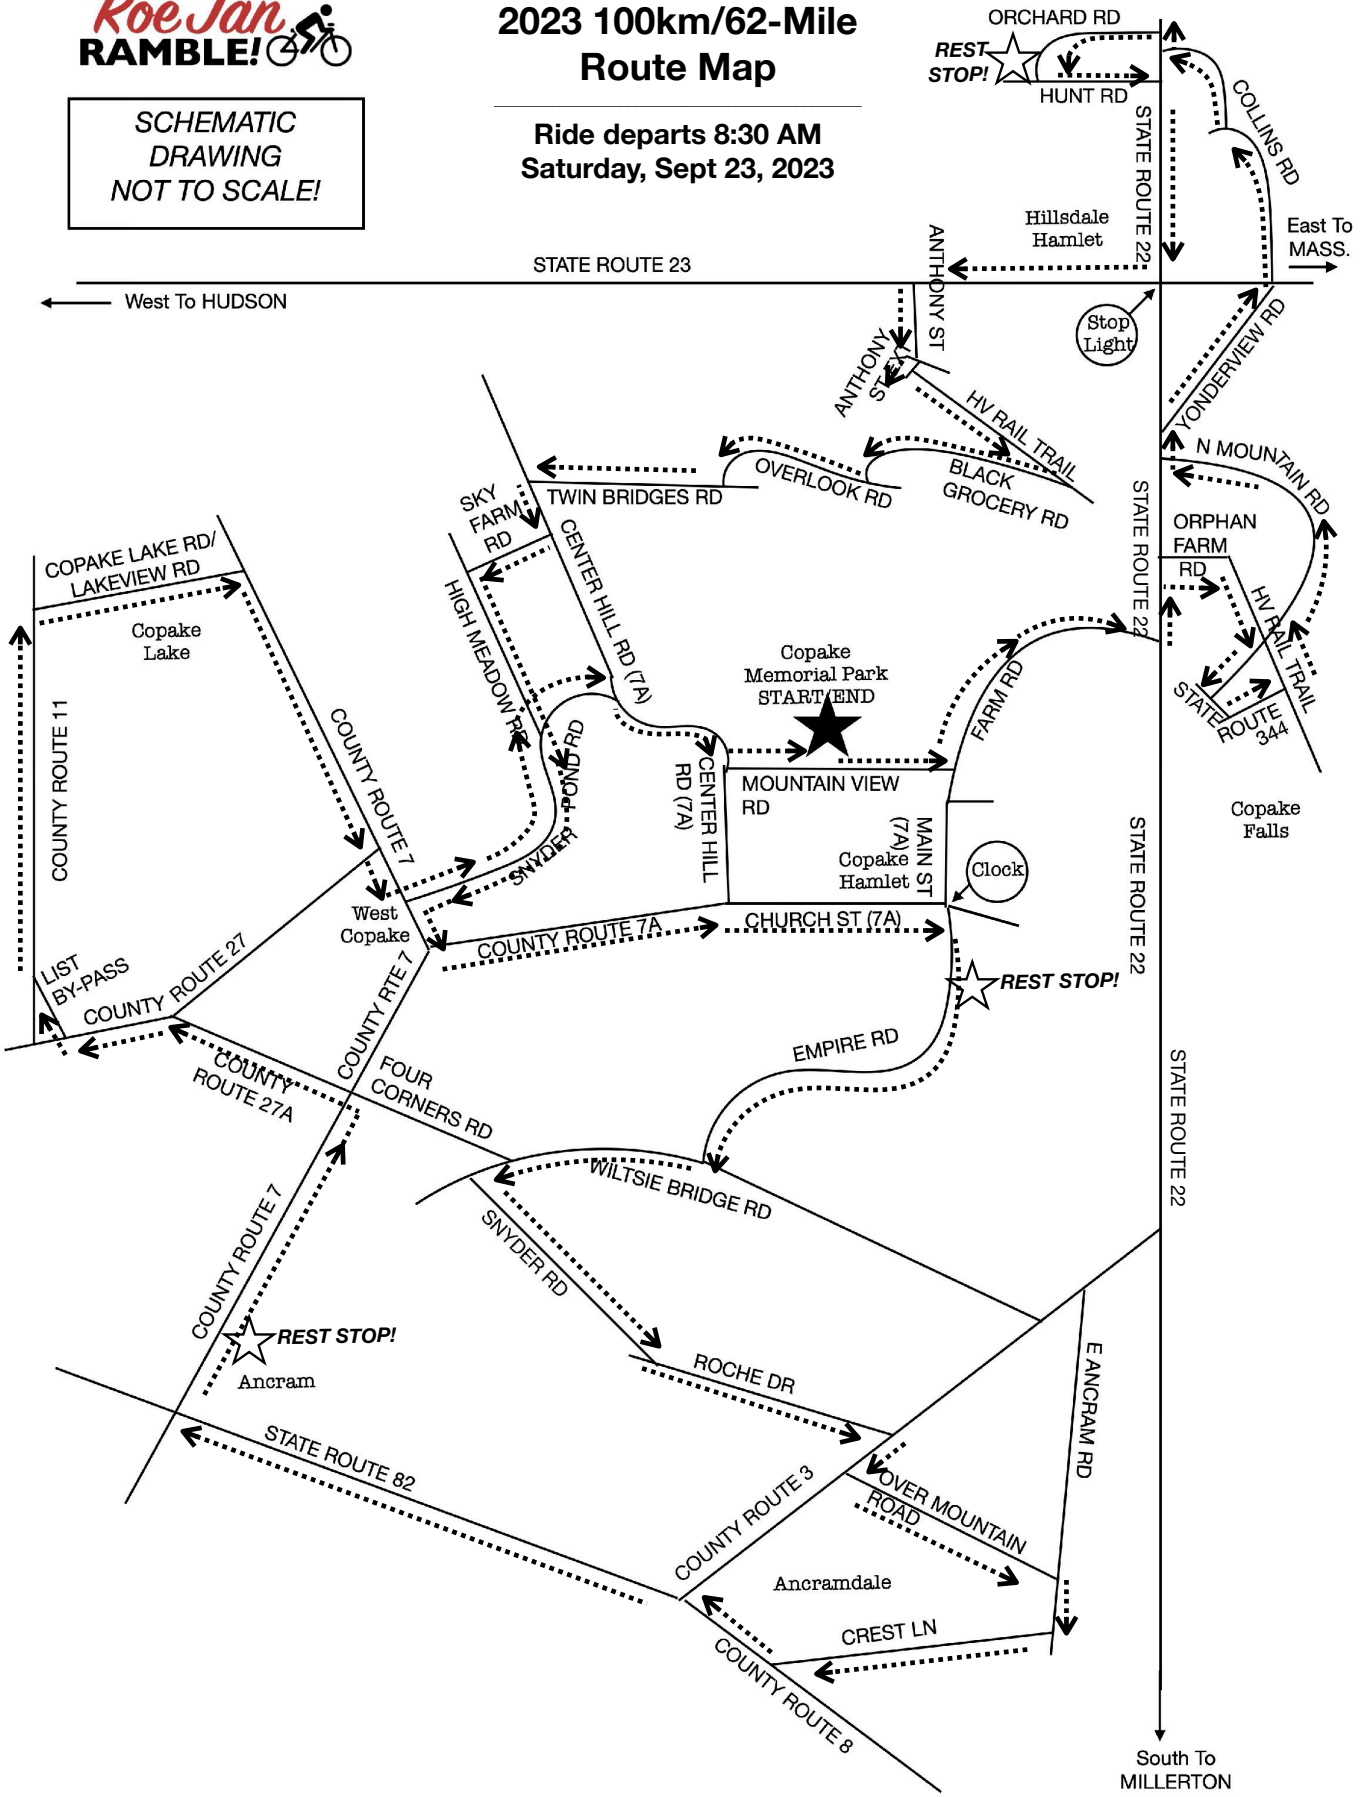 Roe Jan
RAMBLE!
2023 100km/62-Mile
Route Map
SCHEMATIC
DRAWING
NOT TO SCALE!
Ride departs 8:30 AM
Saturday, Sept 23, 2023
ORCHARD RD
REST
STOP!
HUNT RD
STATE ROUTE 22
COLLINS RD
Hillsdale
Hamlet
East To
MASS.
STATE ROUTE 23
West To HUDSON
ANTHONY ST
Stop
Light
YONDERVIEW RD
ANTHONY
ST EXT
HV RAIL TRAIL
N MOUNTAIN RD
OVERLOOK RD
BLACK
GROCERY RD
TWIN BRIDGES RD
SKY
FARM
RD
CENTER HILL RD (7A)
STATE ROUTE 22
ORPHAN
FARM
RD
HV RAIL TRAIL
COPAKE LAKE RD/
LAKEVIEW RD
Copake
Lake
HIGH MEADOW RD
Copake
Memorial Park
START/END
FARM RD
STATE
ROUTE
344
COUNTY ROUTE 11
COUNTY ROUTE 7
SNYDER POND RD
CENTER HILL
RD (7A)
MOUNTAIN VIEW
RD
Copake
Falls
MAIN ST
(7A)
Copake
Hamlet
Clock
STATE ROUTE 22
West
Copake
COUNTY ROUTE 7A
CHURCH ST (7A)
LIST
BY-PASS
COUNTY ROUTE 27
COUNTY RTE 7
REST STOP!
EMPIRE RD
COUNTY
ROUTE 27A
FOUR
CORNERS RD
STATE ROUTE 22
WILTSIE BRIDGE RD
COUNTY ROUTE 7
SNYDER RD
REST STOP!
Ancram
ROCHE DR
E ANCRAM RD
STATE ROUTE 82
COUNTY ROUTE 3
OVER MOUNTAIN
ROAD
Ancramdale
CREST LN
COUNTY ROUTE 8
South To
MILLERTON